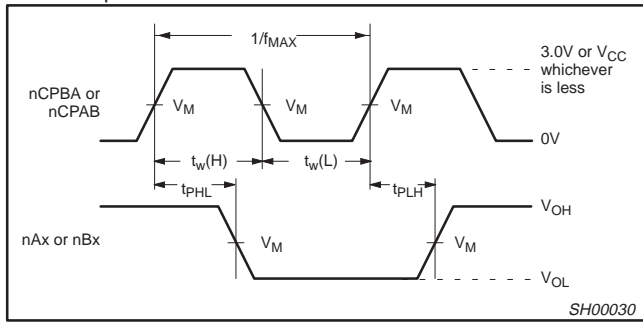 1/fMAX
3.0V or VCC
whichever
is less
nCPBA or
nCPAB
VM
VM
VM
0V
tw(H)
tw(L)
tPHL
tPLH
VOH
nAx or nBx
VM
VM
VOL
SH00030